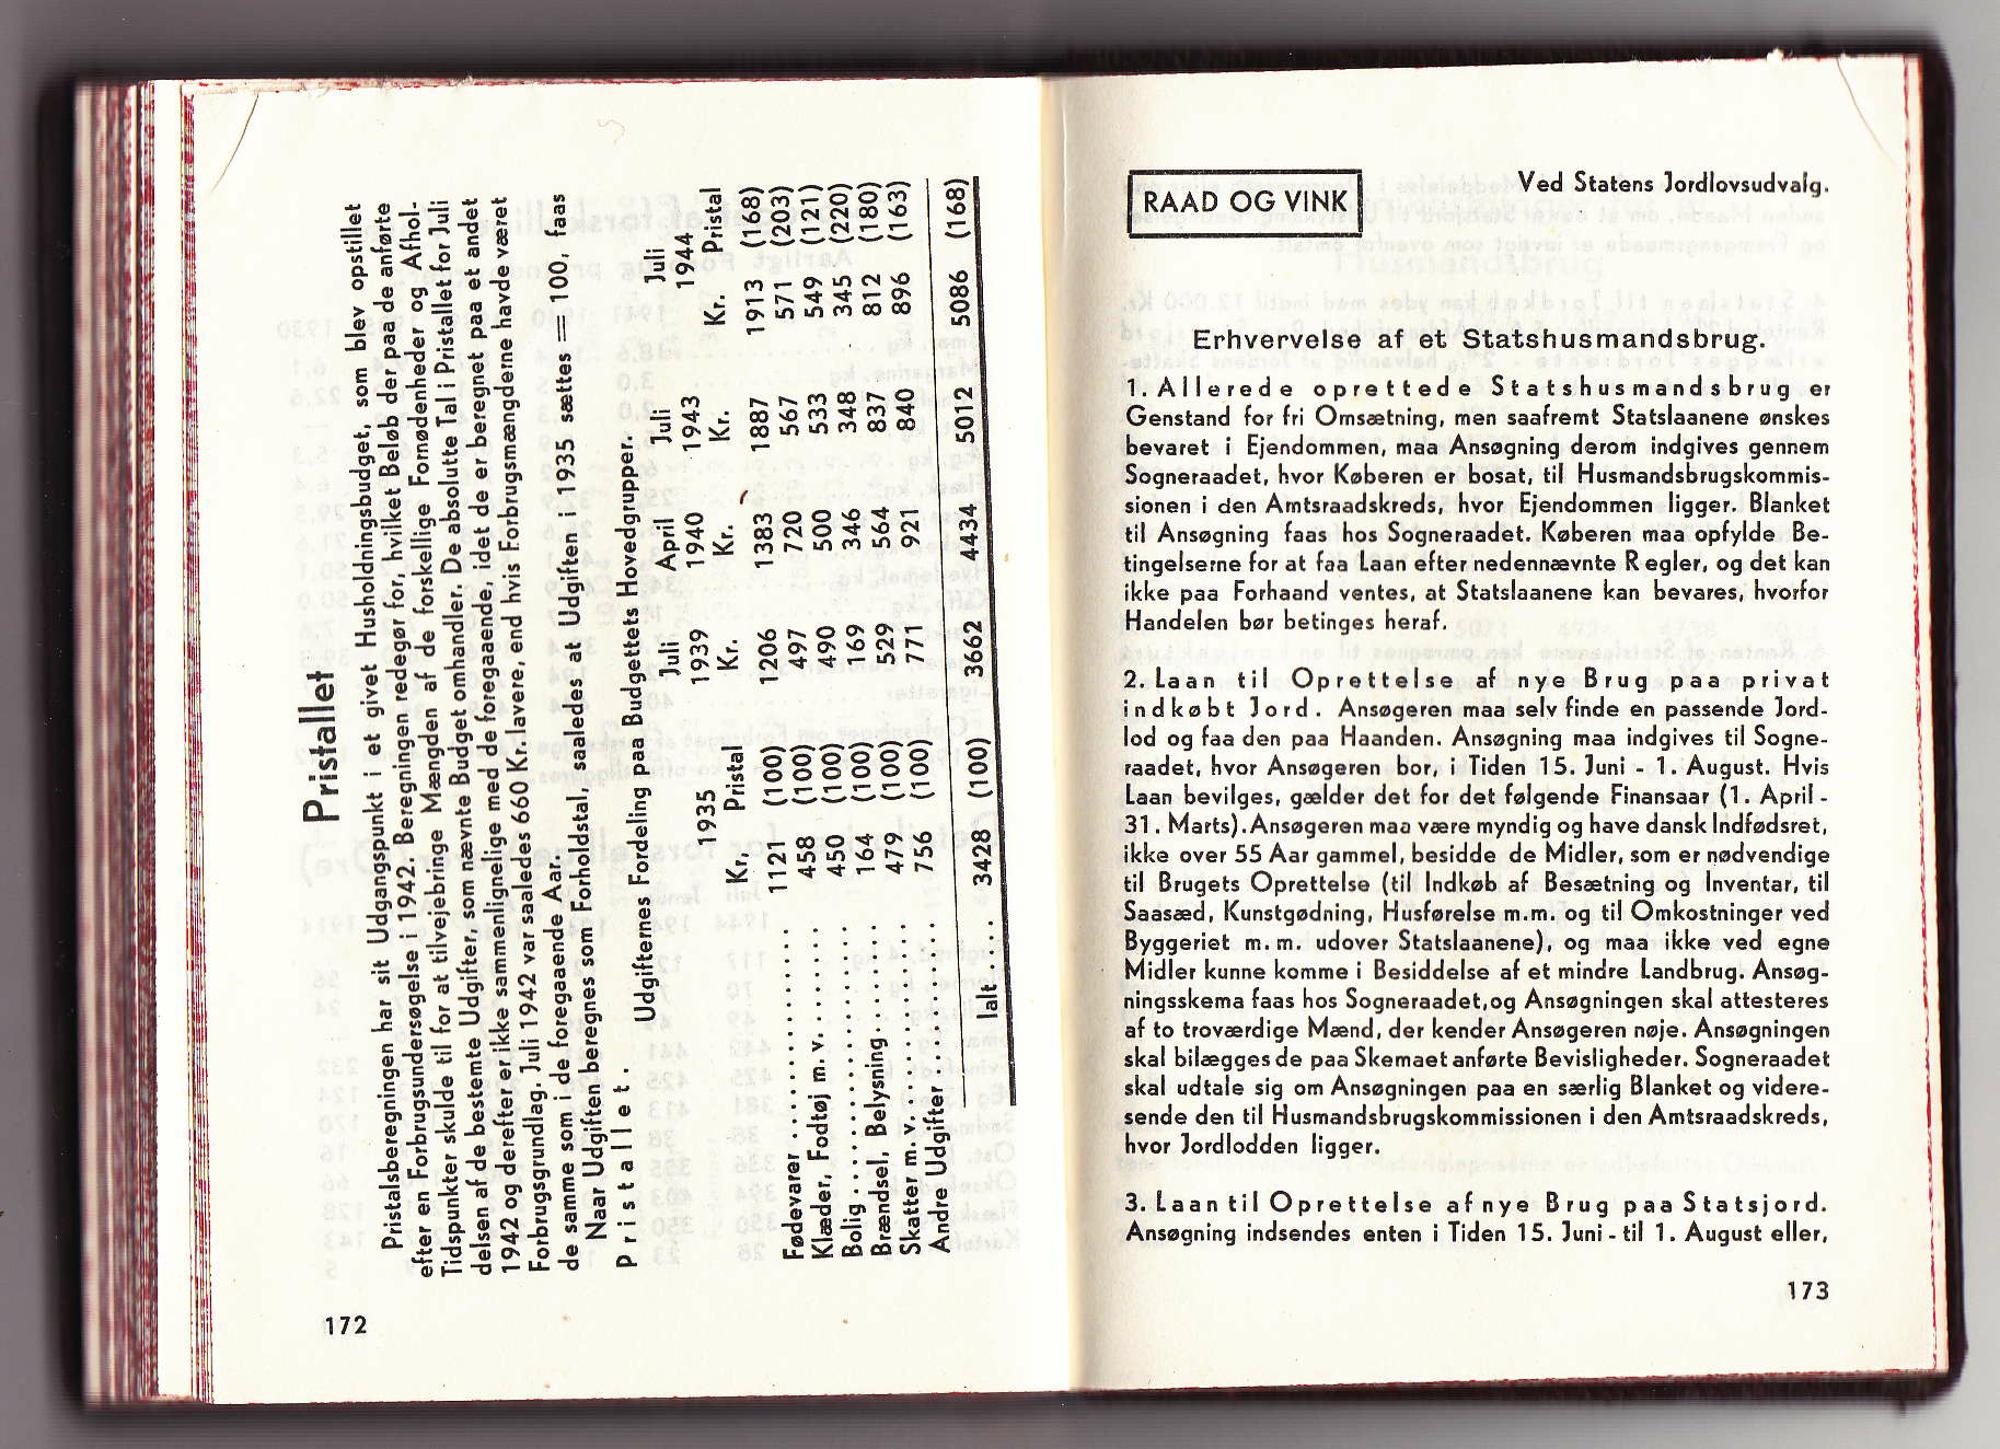 Pristallet
Pristalsberegningen har sit Udgangspunkt i et givet Husholdningsbudget, som blev opstillet
efter en Forbrugsundersøgelse i 1942. Beregningen redegør for, hvilket Beløb der paa de anførte
Tidspunkter skulde til for at tilvejebringe Mængden af de forskellige Fornødenheder og Afhol-
delsen af de bestemte Udgifter, som nævnte Budget omhandler. De absolutte Tal i Pristallet for Juli
1942 og derefter er ikke sammenlignelige med de foregaaende, idet de er beregnet paa et andet
Forbrugsgrundlag. Juli 1942 var saaledes 660 Kr. lavere, end hvis Forbrugsmængderne havde været
de samme som i de foregaaende Aar.
Naar Udgiften beregnes som Forholdstal, saaledes at Udgiften i 1935 sættes = 100, faas
Pristallet.
Udgifternes Fordeling paa Budgettets Hovedgrupper.
1935 Juli 1939 April 1940 Juli 1943 Juli 1944
Kr. Pristal Kr. Kr. Kr. Kr. Pristal
Fødevarer .......... 1121 (100) 1206 1383 1887 1913 (168)
Klæder, Fodtøj m. v. ....... 458 (100) 497 720 567 571 (203)
Bolig .............. 450 (100) 490 500 533 549 (121)
Brændsel, Belysning ....... 164 (100) 169 346 348 345 (220)
Skatter m. v. .......... 479 (100) 529 564 837 812 (180)
Andre Udgifter .......... 756 (100) 771 921 840 896 (163)
Ialt .. 3428 (100) 3662 4434 5012 5086 (168)
172
RAAD OG VINK
Ved Statens Jordlovsudvalg.
Erhvervelse af et Statshusmandsbrug.
1. Allerede oprettede Statshusmandsbrug er
Genstand for fri Omsætning, men saafremt Statslaanene ønskes
bevaret i Ejendommen, maa Ansøgning derom indgives gennem
Sogneraadet, hvor Køberen er bosat, til Husmandsbrugskommis-
sionen i den Amtsraadskreds, hvor Ejendommen ligger. Blanket
til Ansøgning faas hos Sogneraadet. Køberen maa opfylde Be-
tingelserne for at faa Laan efter nedennævnte Regler, og det kan
ikke paa Forhaand ventes, at Statslaanene kan bevares, hvorfor
Handelen bør betinges heraf.
2. Laan til Oprettelse af nye Brug paa privat
indkøbt Jord. Ansøgeren maa selv finde en passende Jord-
lod og faa den paa Haanden. Ansøgning maa indgives til Sogne-
raadet, hvor Ansøgeren bor, i Tiden 15. Juni - 1. August. Hvis
Laan bevilges, gælder det for det følgende Finansaar (1. April -
31. Marts). Ansøgeren maa være myndig og have dansk Indfødsret,
ikke over 55 Aar gammel, besidde de Midler, som er nødvendige
til Brugets Oprettelse (til Indkøb af Besætning og Inventar, til
Saasæd, Kunstgødning, Husførelse m.m. og til Omkostninger ved
Byggeriet m. m. udover Statslaanene), og maa ikke ved egne
Midler kunne komme i Besiddelse af et mindre Landbrug. Ansøg-
ningsskema faas hos Sogneraadet, og Ansøgningen skal attesteres
af to troværdige Mænd, der kender Ansøgeren nøje. Ansøgningen
skal bilægges de paa Skemaet anførte Bevisligheder. Sogneraadet
skal udtale sig om Ansøgningen paa en særlig Blanket og videre-
sende den til Husmandsbrugskommissionen i den Amtsraadskreds,
hvor Jordlodden ligger.
3. Laan til Oprettelse af nye Brug paa Statsjord.
Ansøgning indsendes enten i Tiden 15. Juni - til 1. August eller,
173